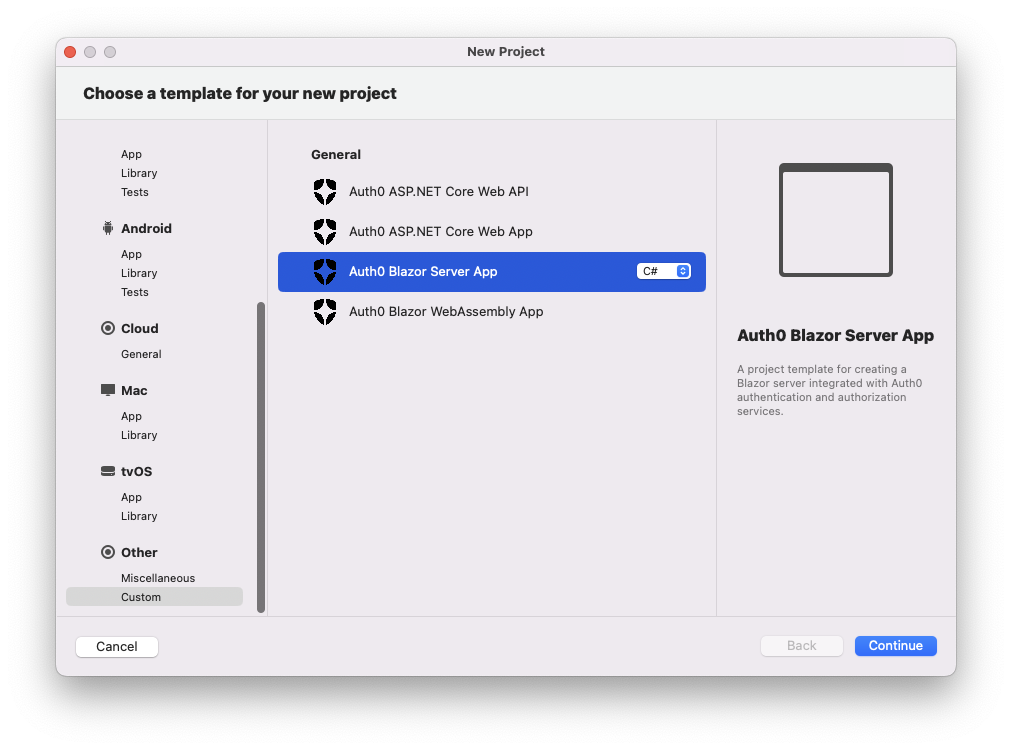 New Project
Choose a template for your new project
App
Library
Tests
Android
App
Library
Tests
Cloud
General
Mac
App
Library
tvOS
App
Library
Other
Miscellaneous
Custom
General
Auth0 ASP.NET Core Web API
Auth0 ASP.NET Core Web App
Auth0 Blazor Server App C#
Auth0 Blazor WebAssembly App
Auth0 Blazor Server App
A project template for creating a
Blazor server integrated with Auth0
authentication and authorization
services.
Cancel
Back
Continue